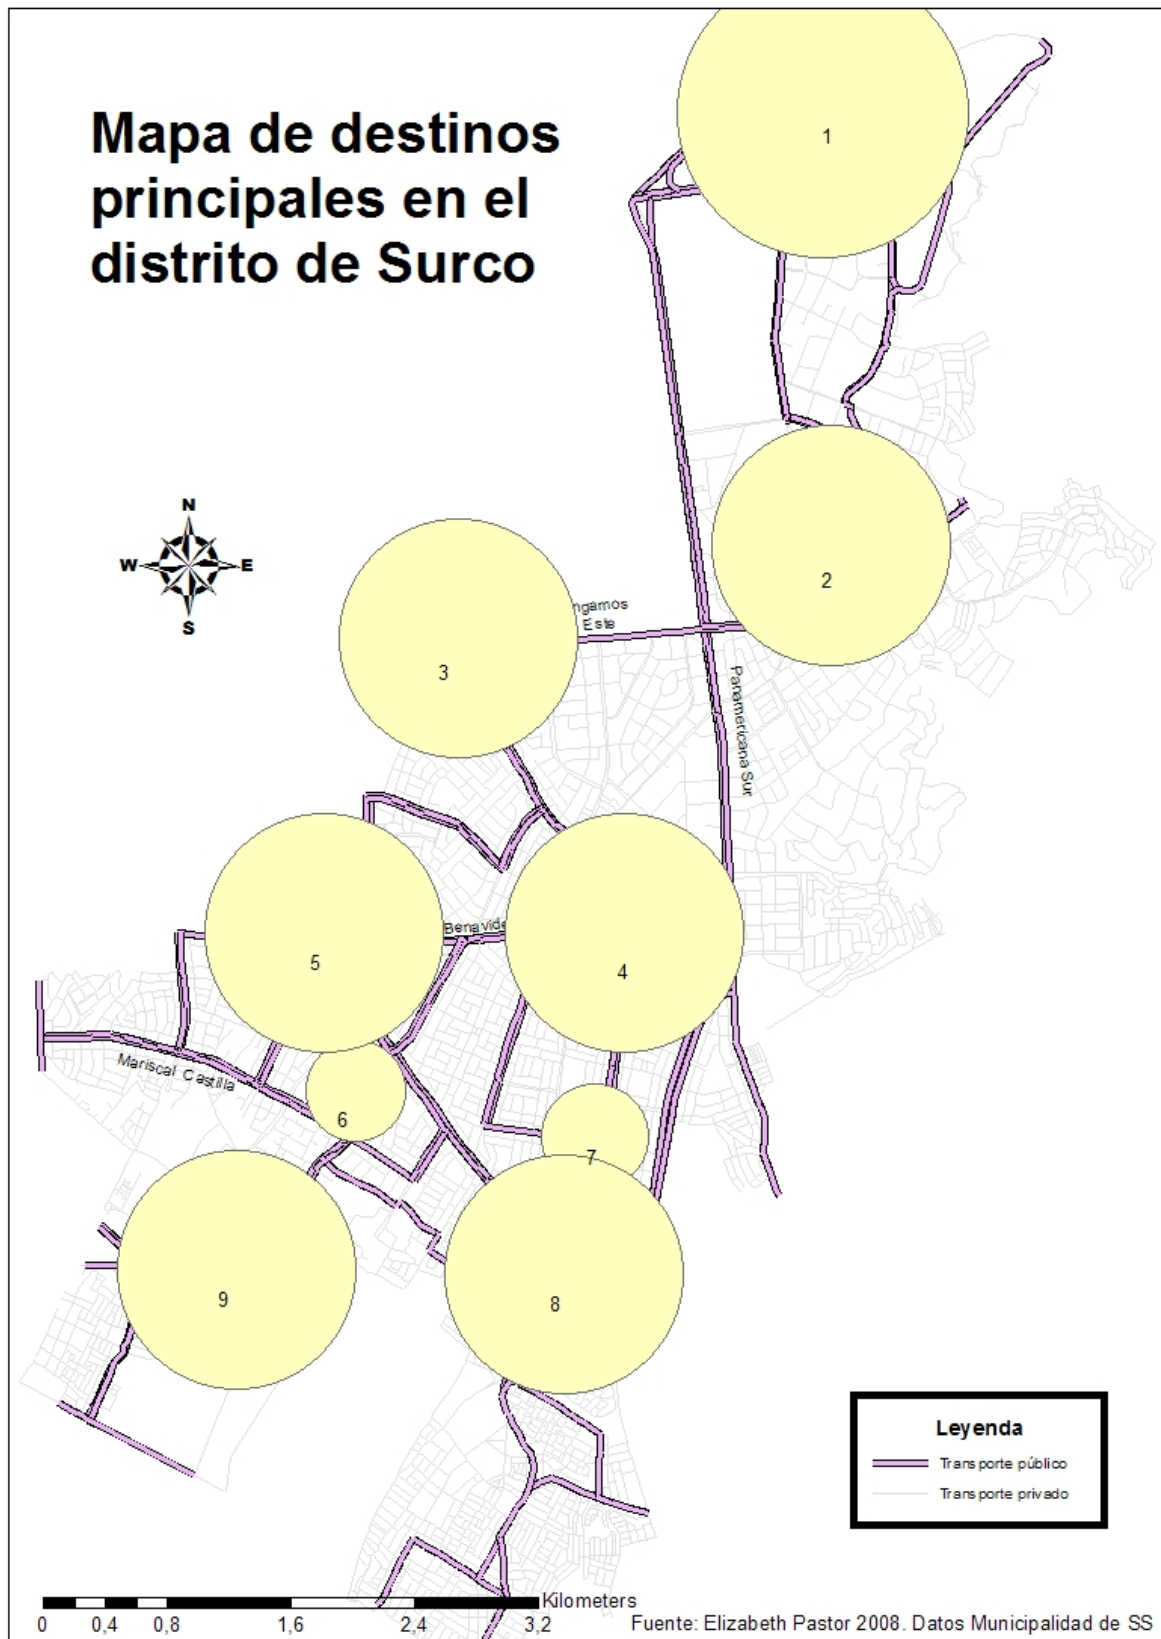 Mapa de destinos
principales en el
distrito de Surco
1
N
W E
S
2
ngamos
Este
3
Panamericana Sur
Benavide
5
4
Mariscal Castilla
6
7
9
8
Leyenda
Transporte público
Transporte privado
Kilometers
0 0,4 0,8 1,6 2,4 3,2
Fuente: Elizabeth Pastor 2008. Datos Municipalidad de SS